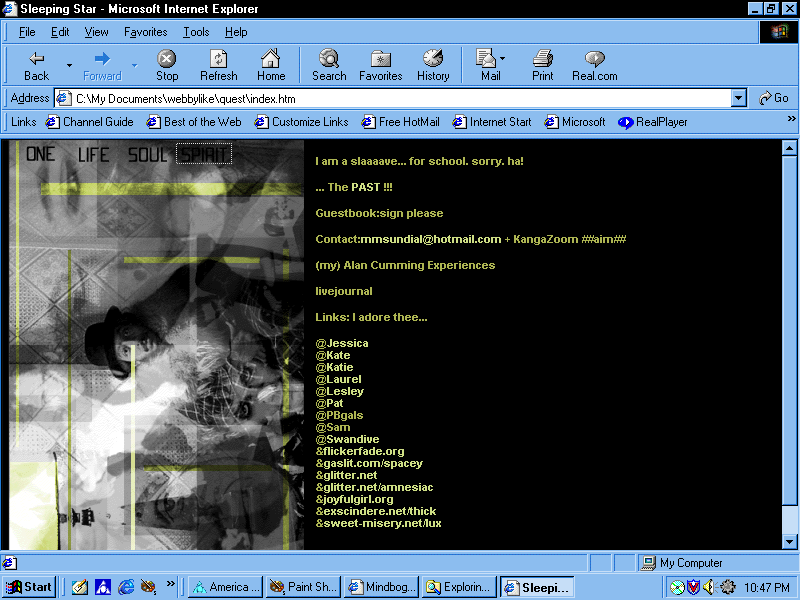 Sleeping Star - Microsoft Internet Explorer
File Edit View Favorites Tools Help
Back Forward Stop Refresh Home Search Favorites History Mail Print Real.com
Address C:\My Documents\webbylike\quest\index.htm Go
Links Channel Guide Best of the Web Customize Links Free HotMail Internet Start Microsoft RealPlayer »
ONE LIFE SOUL SPIRIT
I am a slaaaave... for school. sorry. ha!
... The PAST !!!
Guestbook:sign please
Contact:mmsundial@hotmail.com + KangaZoom ##aim##
(my) Alan Cumming Experiences
livejournal
Links: I adore thee...
@Jessica
@Kate
@Katie
@Laurel
@Lesley
@Pat
@PBgals
@Sam
@Swandive
&flickerfade.org
&gaslit.com/spacey
&glitter.net
&glitter.net/amnesiac
&joyfulgirl.org
&exscindere.net/thick
&sweet-misery.net/lux
My Computer
Start » America ... Paint Sh... Mindbog... Explorin... Sleepi... 10:47 PM